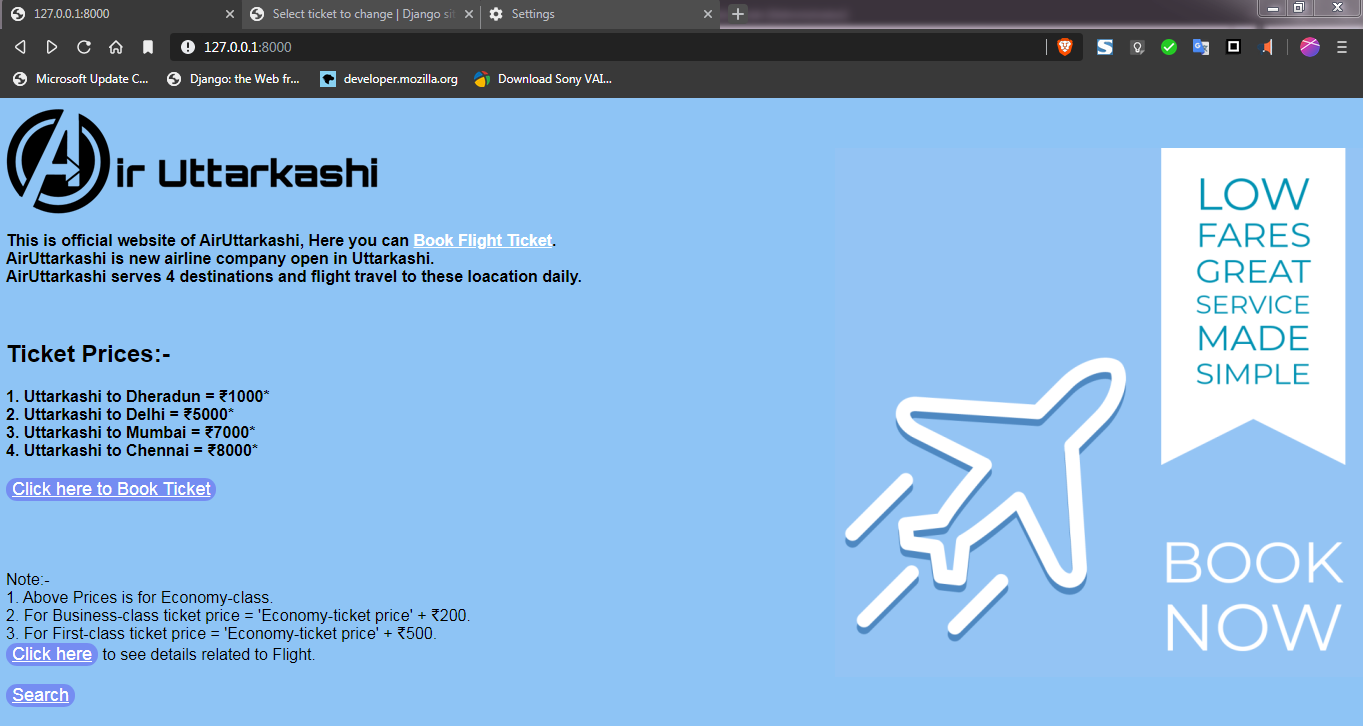 127.0.0.1:8000
Select ticket to change | Django si
Settings
127.0.0.1:8000
Microsoft Update C...
Django: the Web fr...
developer.mozilla.org
Download Sony VAI...
Air Uttarkashi
This is official website of AirUttarkashi, Here you can Book Flight Ticket.
AirUttarkashi is new airline company open in Uttarkashi.
AirUttarkashi serves 4 destinations and flight travel to these loacation daily.
Ticket Prices:-
1. Uttarkashi to Dheradun = ₹1000*
2. Uttarkashi to Delhi = ₹5000*
3. Uttarkashi to Mumbai = ₹7000*
4. Uttarkashi to Chennai = ₹8000*
Click here to Book Ticket
Note:-
1. Above Prices is for Economy-class.
2. For Business-class ticket price = 'Economy-ticket price' + ₹200.
3. For First-class ticket price = 'Economy-ticket price' + ₹500.
Click here to see details related to Flight.
Search
LOW
FARES
GREAT
SERVICE
MADE
SIMPLE
BOOK
NOW